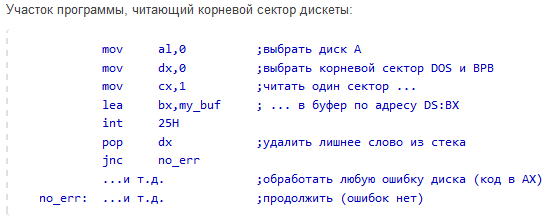 Участок программы, читающий корневой сектор дискеты:
mov al,0 ;выбрать диск A
mov dx,0 ;выбрать корневой сектор DOS и BPB
mov cx,1 ;читать один сектор ...
lea bx,my_buf ; ... в буфер по адресу DS:BX
int 25H
pop dx ;удалить лишнее слово из стека
jnc no_err
...и т.д. ;обработать любую ошибку диска (код в AX)
no_err: ...и т.д. ;продолжить (ошибок нет)